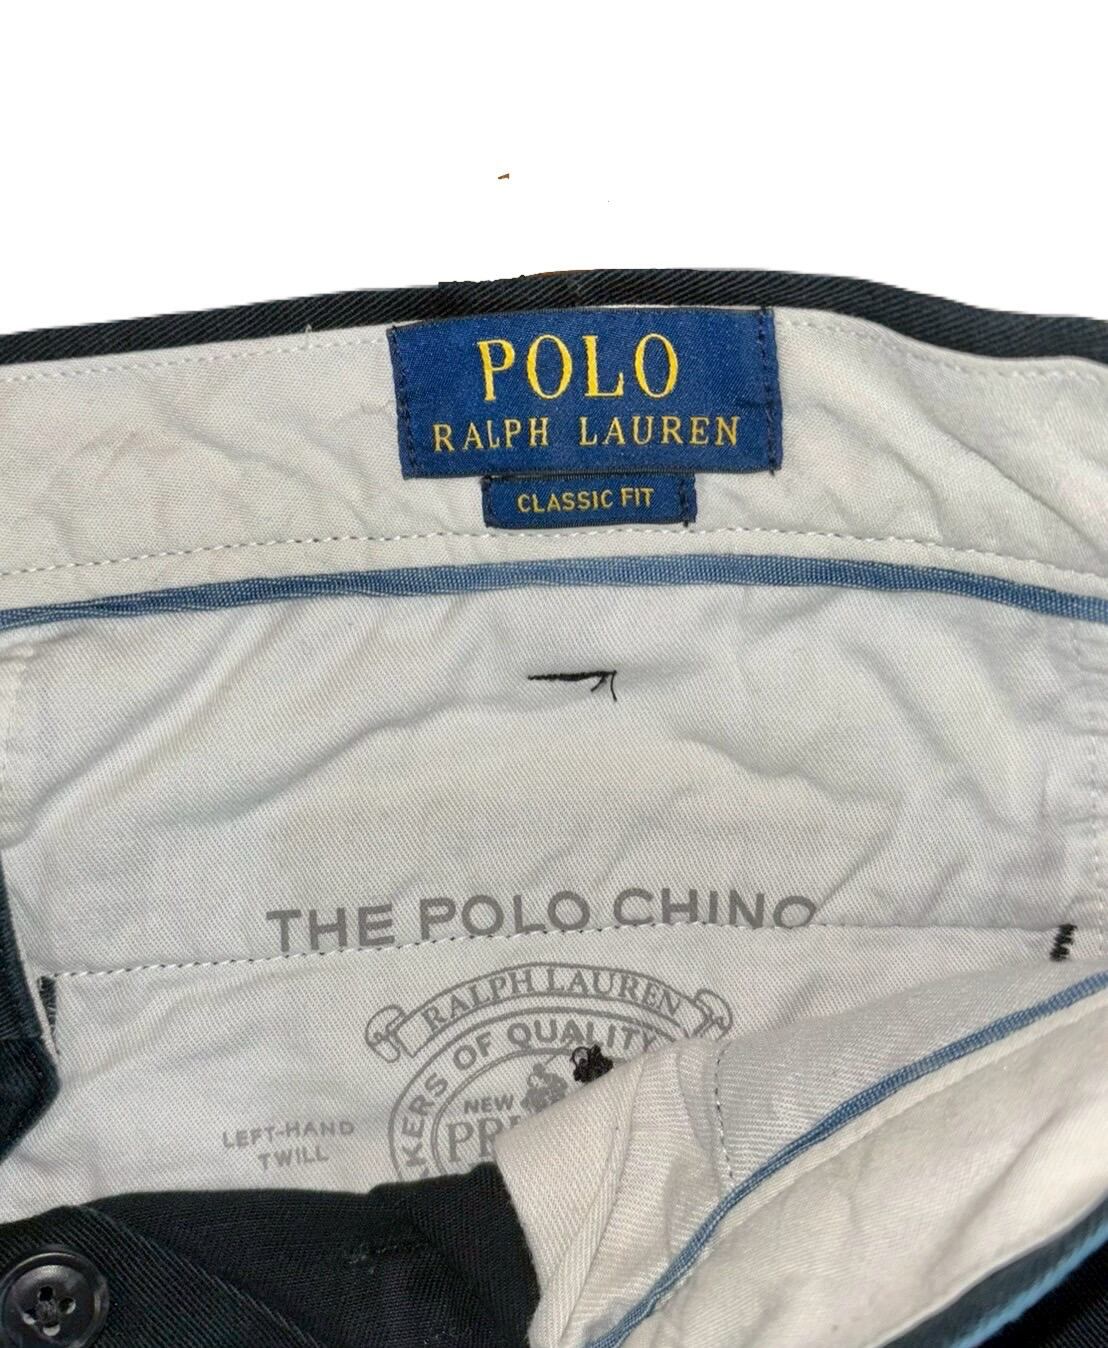 POLO
RALPH LAUREN
CLASSIC FIT
THE POLO CHINO
RALPH LAUREN
OF QUALITY
NEW
LEFT-HAND
TWILL